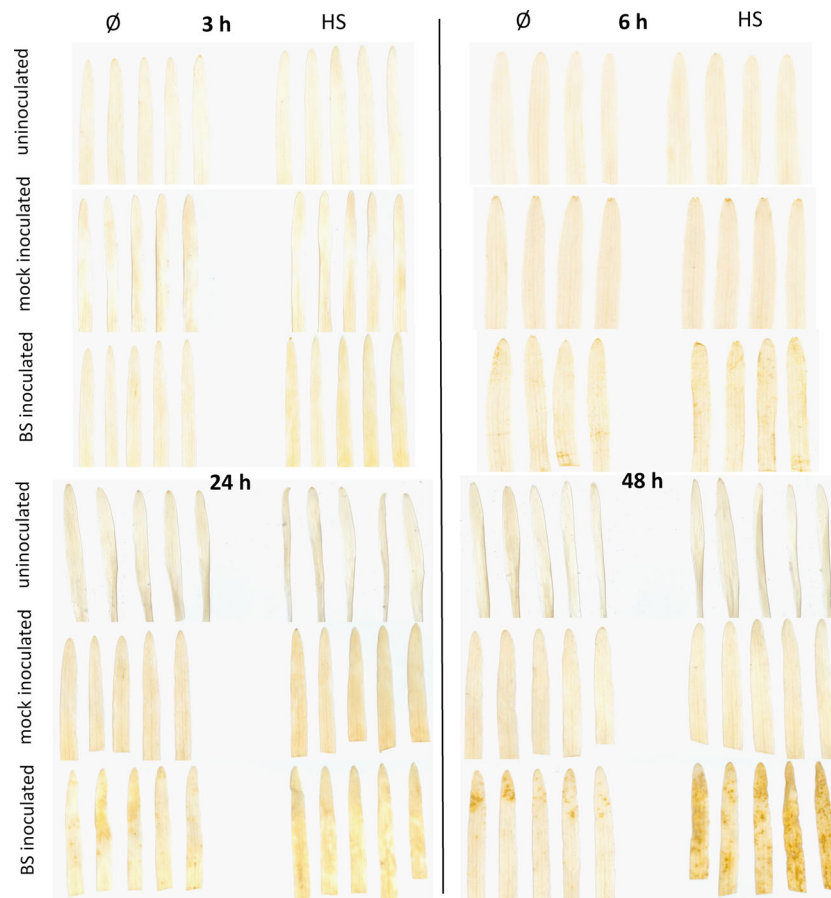 Ø 3 h HS
Ø 6 h HS
uninoculated
mock inoculated
BS inoculated
24 h
48 h
uninoculated
mock inoculated
BS inoculated